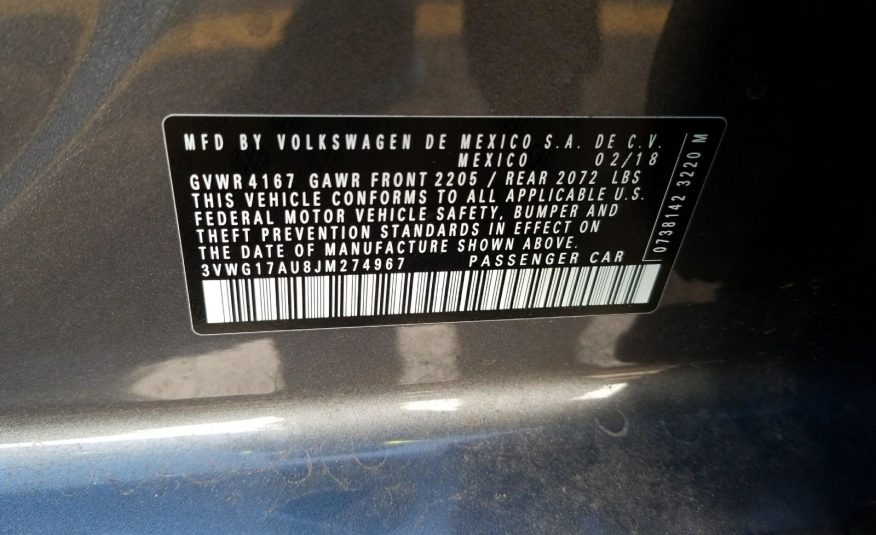 MFD BY VOLKSWAGEN DE MEXICO S.A. DE C.V.
MEXICO 02/18
GVWR 4167 GAWR FRONT 2205 / REAR 2072 LBS
THIS VEHICLE CONFORMS TO ALL APPLICABLE U.S.
FEDERAL MOTOR VEHICLE SAFETY, BUMPER AND
THEFT PREVENTION STANDARDS IN EFFECT ON
THE DATE OF MANUFACTURE SHOWN ABOVE.
3VWG17AU8JM274967 PASSENGER CAR
0738142 3220 M